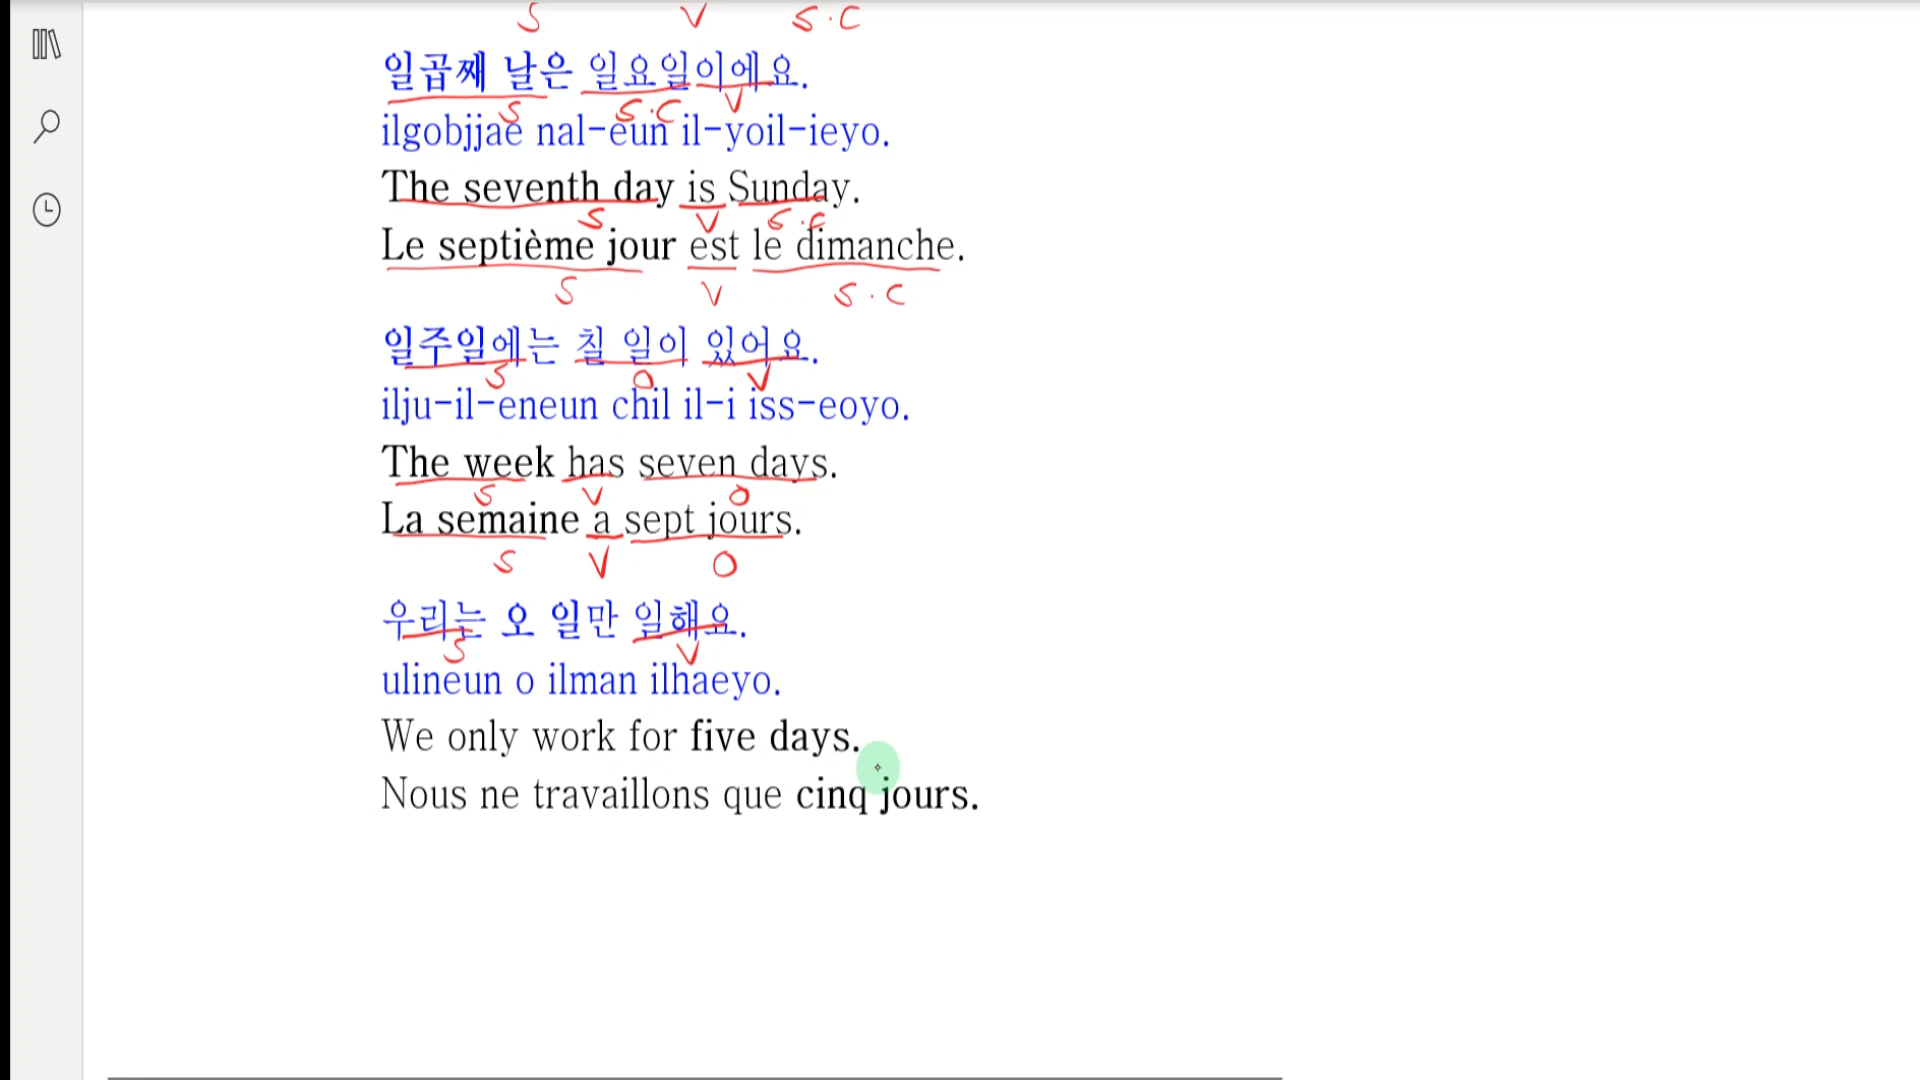 S V S.C
일곱째 날은 일요일이에요.
S S.C V
ilgobjjae nal-eun il-yoil-ieyo.
The seventh day is Sunday.
S V S.C
Le septième jour est le dimanche.
S V S.C
일주일에는 칠 일이 있어요.
S O V
ilju-il-eneun chil il-i iss-eoyo.
The week has seven days.
S V O
La semaine a sept jours.
S V O
우리는 오 일만 일해요.
S V
ulineun o ilman ilhaeyo.
We only work for five days.
Nous ne travaillons que cinq jours.